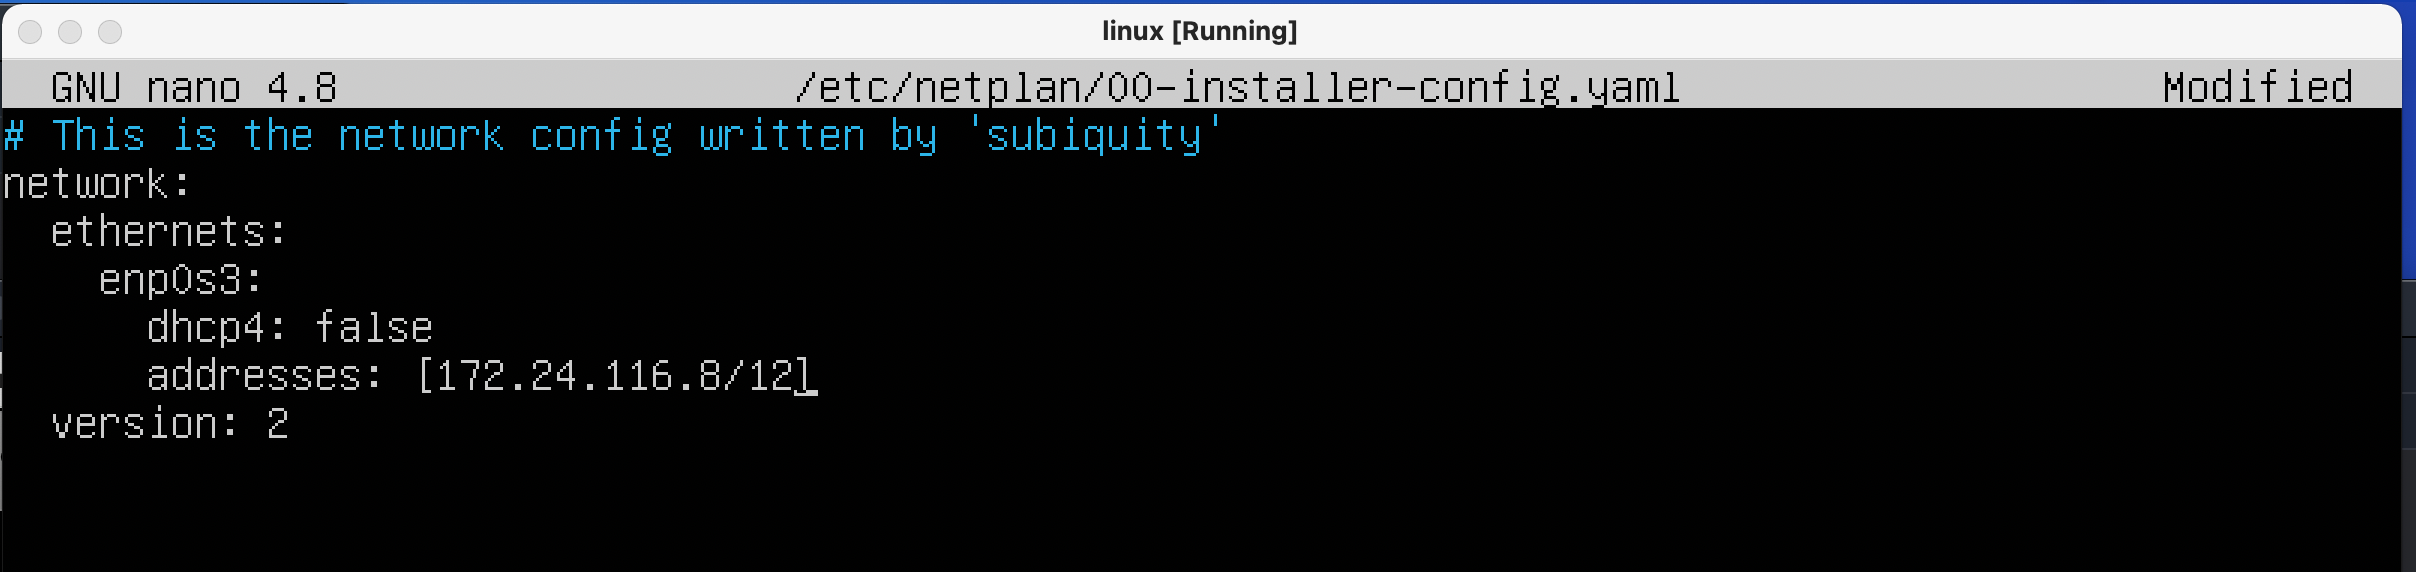 linux [Running]
GNU nano 4.8 /etc/netplan/00-installer-config.yaml Modified
# This is the network config written by 'subiquity'
network:
  ethernets:
    enp0s3:
      dhcp4: false
      addresses: [172.24.116.8/12]
  version: 2